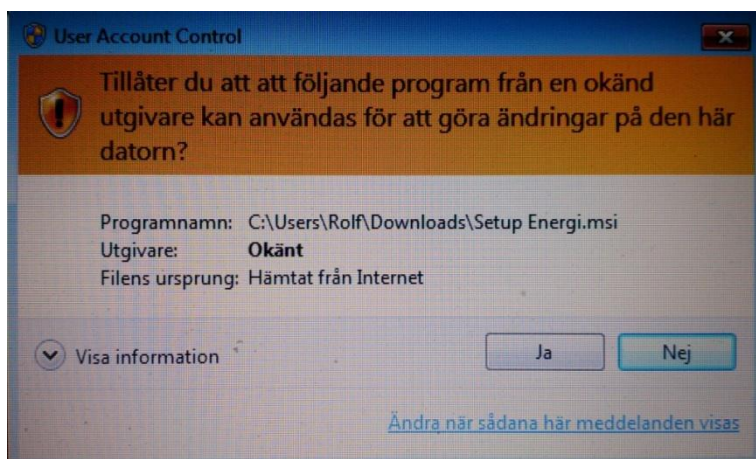 User Account Control
Tillåter du att att följande program från en okänd
utgivare kan användas för att göra ändringar på den här
datorn?
Programnamn: C:\Users\Rolf\Downloads\Setup Energi.msi
Utgivare: Okänt
Filens ursprung: Hämtat från Internet
Visa information
Ja
Nej
Ändra när sådana här meddelanden visas